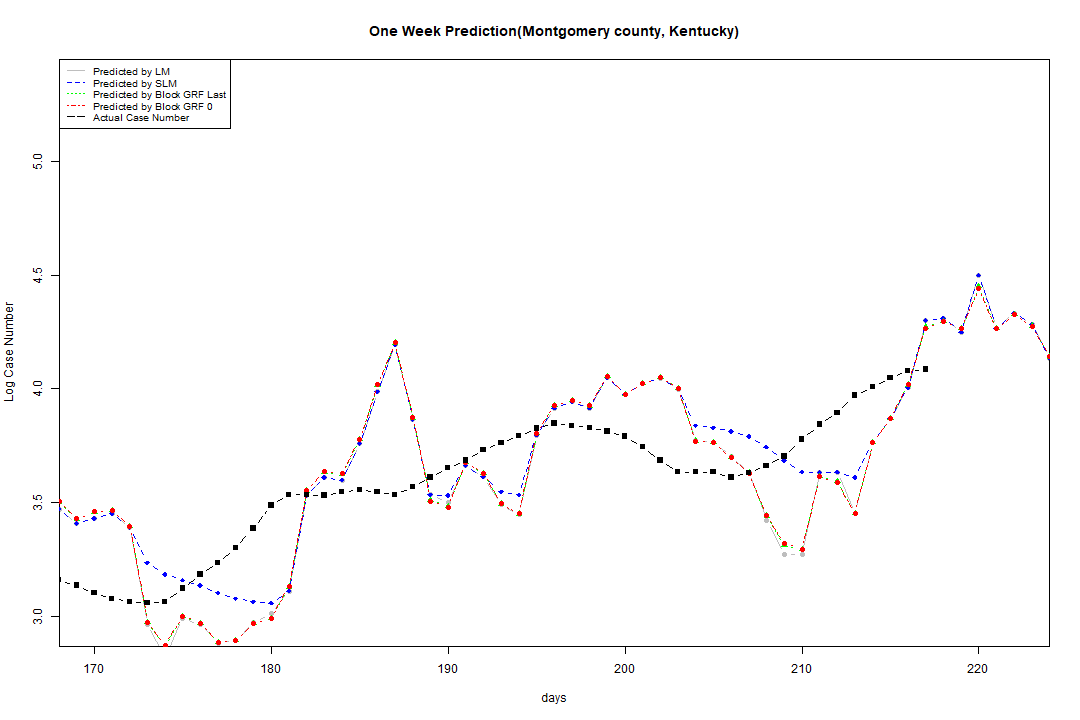 One Week Prediction(Montgomery county, Kentucky)
Predicted by LM
Predicted by SLM
Predicted by Block GRF Last
Predicted by Block GRF 0
Actual Case Number
5.0
4.5
4.0
3.5
3.0
Log Case Number
170 180 190 200 210 220
days